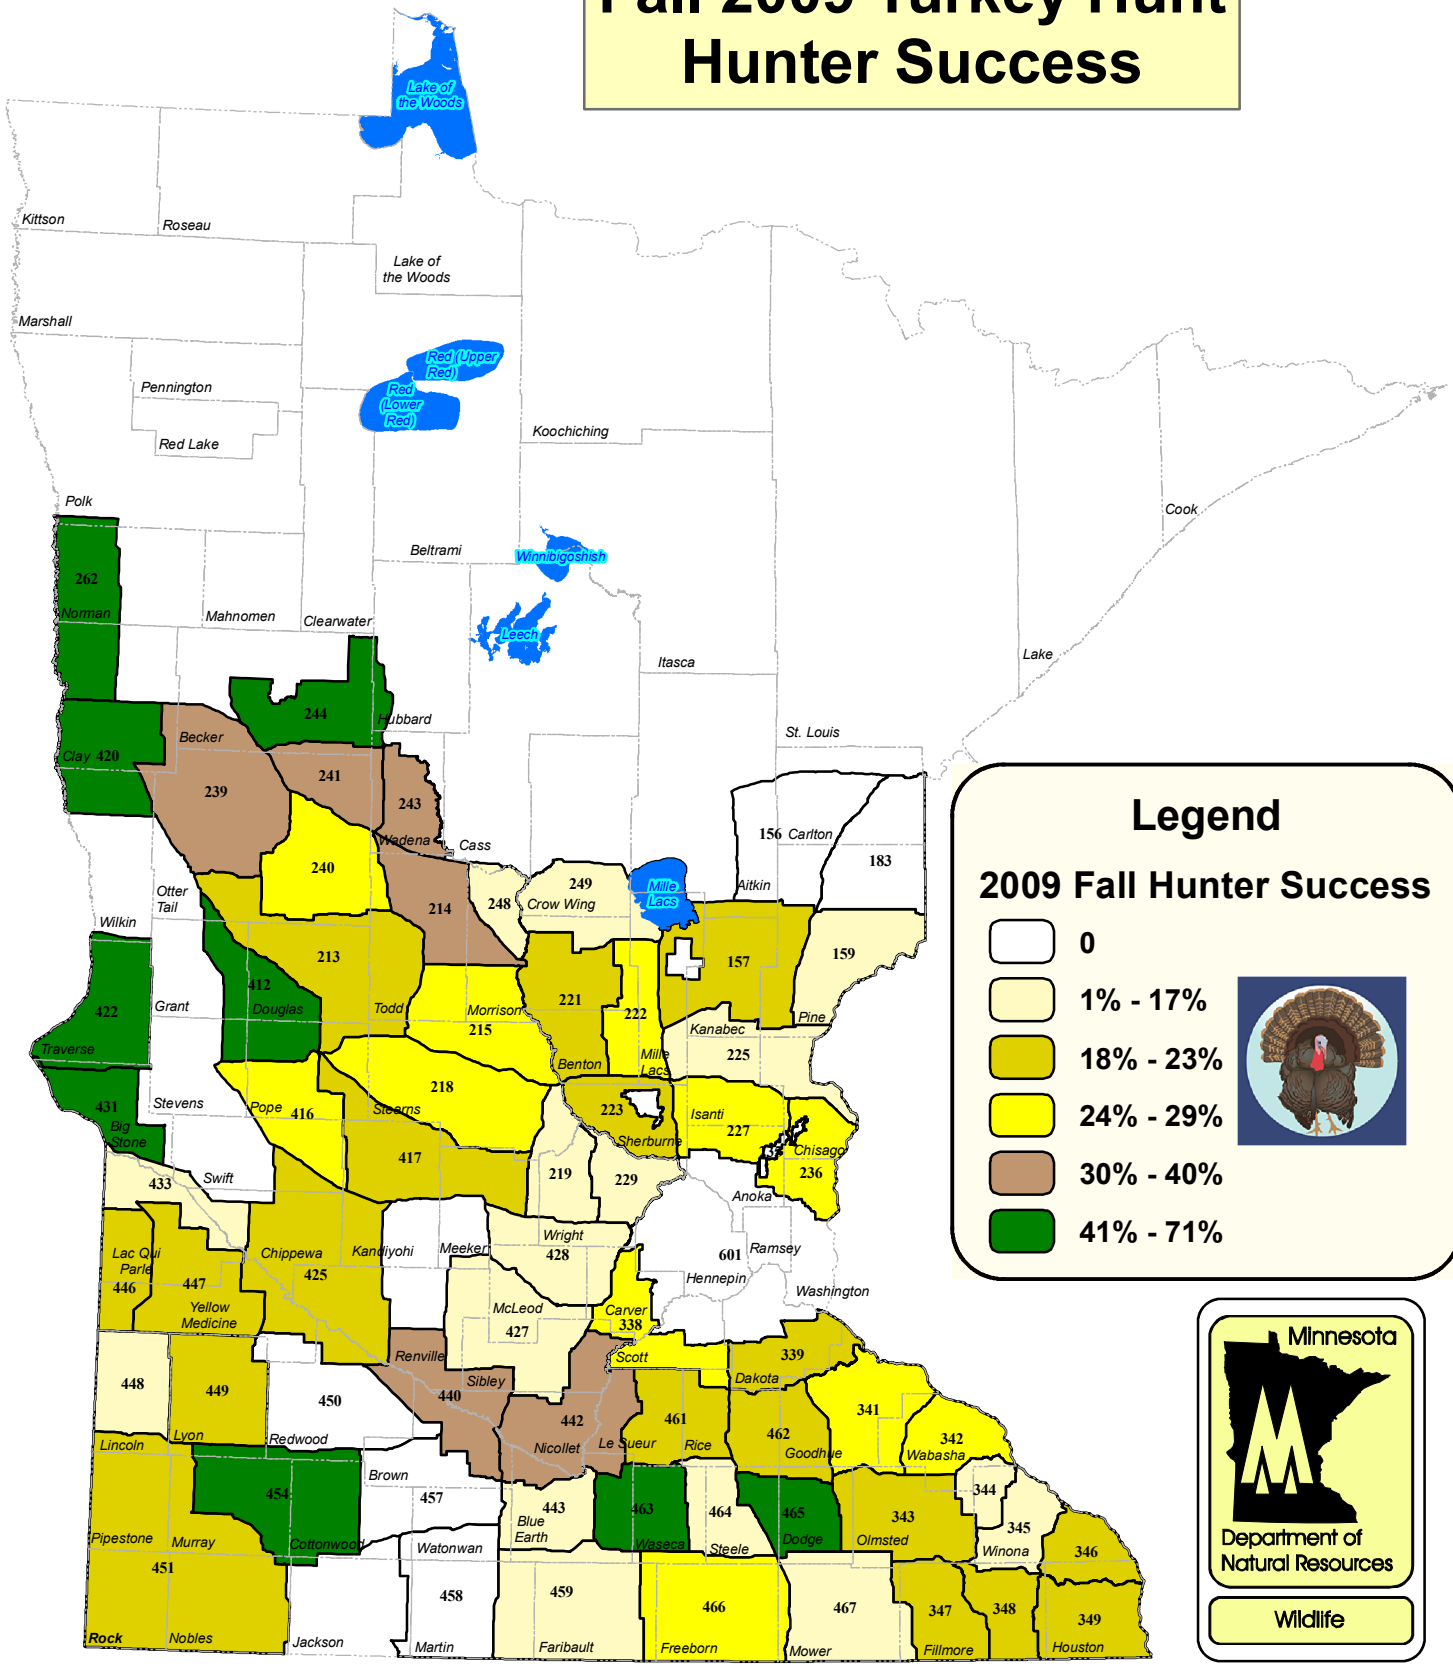 Fall 2009 Turkey Hunt
Hunter Success
Lake of
the Woods
Kittson
Roseau
Lake of
the Woods
Marshall
Red (Upper
Red)
Pennington
Red
(Lower
Red)
Red Lake
Koochiching
Polk
Cook
Beltrami
Winnibigoshish
262
Norman
Mahnomen
Clearwater
Leech
Itasca
Lake
244
Hubbard
Becker
St. Louis
Clay 420
241
239
243
Wadena
Cass
156 Carlton
183
240
249
Crow Wing
Mille
Lacs
Aitkin
Otter
Tail
214
248
Wilkin
213
157
159
412
Douglas
Grant
Todd
Morrison
215
221
222
Pine
422
Kanabec
225
Traverse
Benton
Mille
Lacs
218
431
Big
Stone
Stevens
Pope
416
Stearns
223
Sherburne
Isanti
227
Chisago
236
417
433
Swift
219
229
Anoka
Wright
428
Lac Qui
Parle
446
447
Yellow
Medicine
Chippewa
425
Kandiyohi
Meeker
601
Ramsey
Hennepin
Washington
McLeod
427
Carver
338
Scott
339
Dakota
Renville
Sibley
448
449
450
440
442
461
341
Lincoln
Lyon
Redwood
Nicollet
Le Sueur
Rice
462
Goodhue
342
Wabasha
Brown
454
457
443
Blue
Earth
463
Waseca
464
Steele
465
Dodge
343
Olmsted
344
345
Winona
Pipestone
Murray
Cottonwood
Watonwan
346
451
458
459
466
467
347
348
349
Rock
Nobles
Jackson
Martin
Faribault
Freeborn
Mower
Fillmore
Houston
Legend
2009 Fall Hunter Success
0
1% - 17%
18% - 23%
24% - 29%
30% - 40%
41% - 71%
Minnesota
Department of
Natural Resources
Wildlife